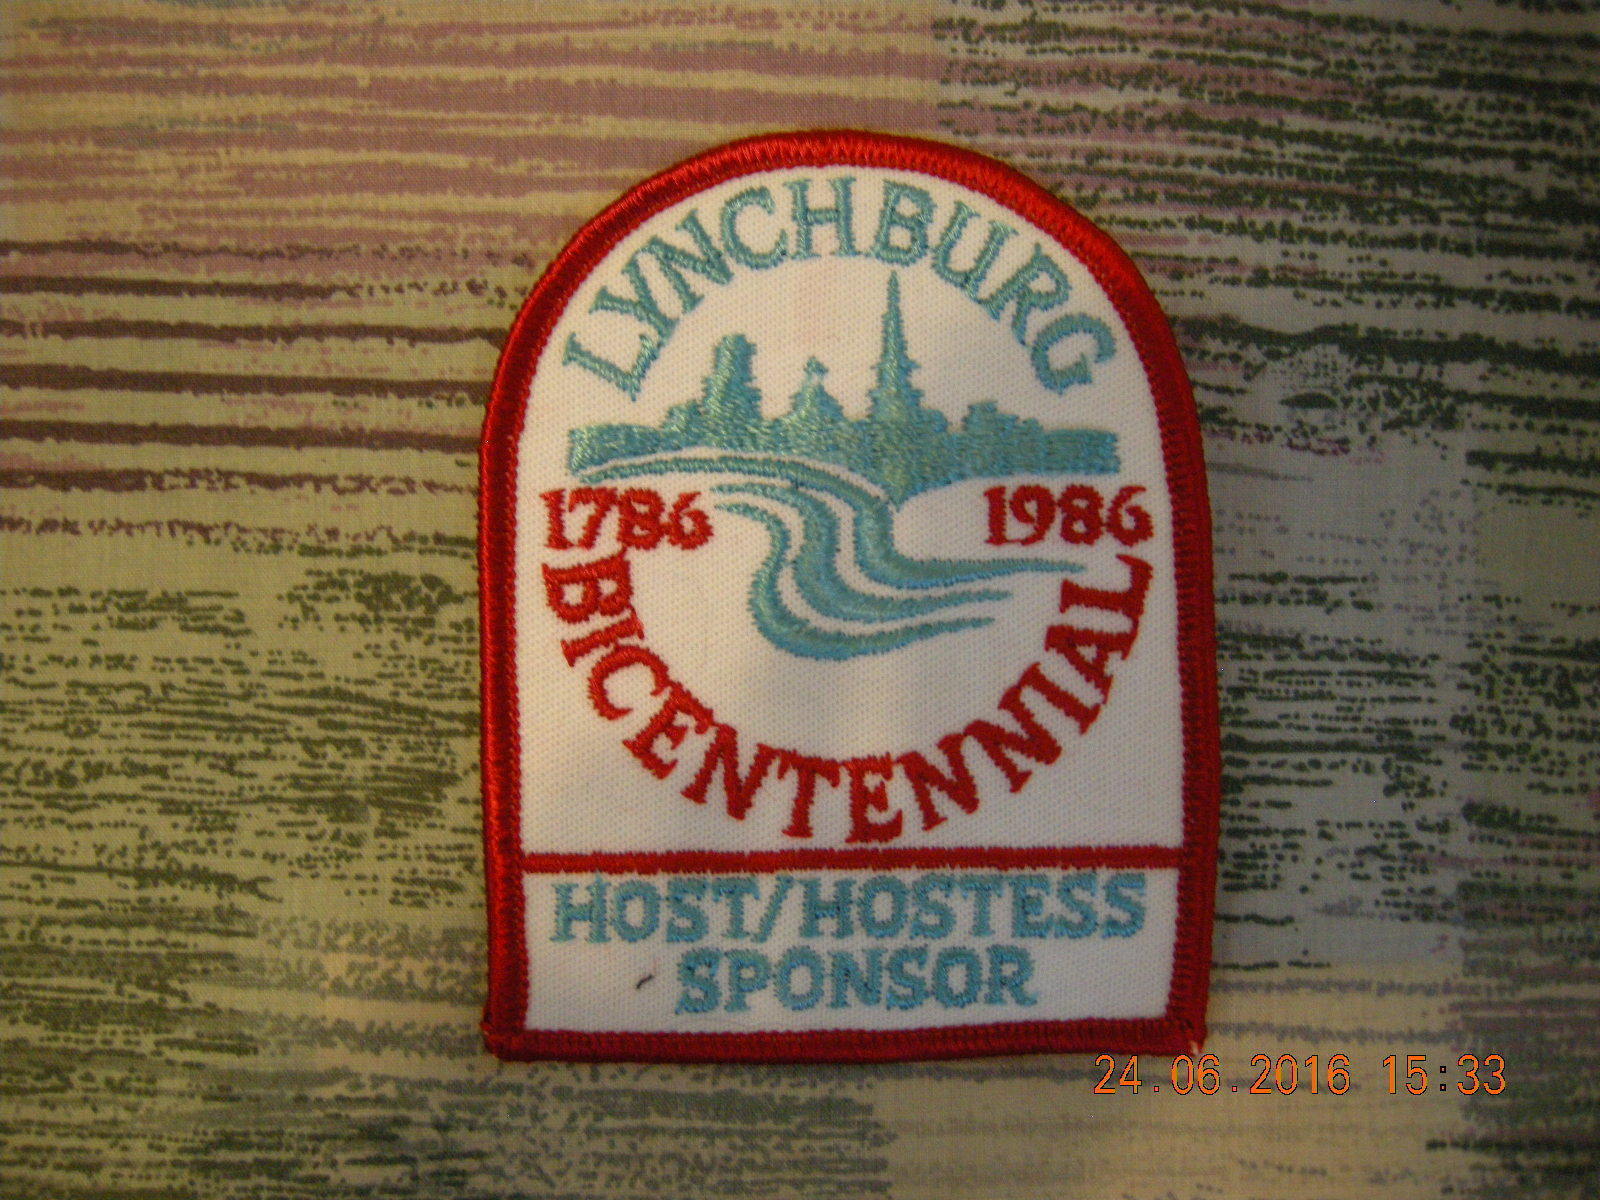 LYNCHBURG
1786 1986
BICENTENNIAL
HOST/HOSTESS
SPONSOR
24.06.2016 15:33